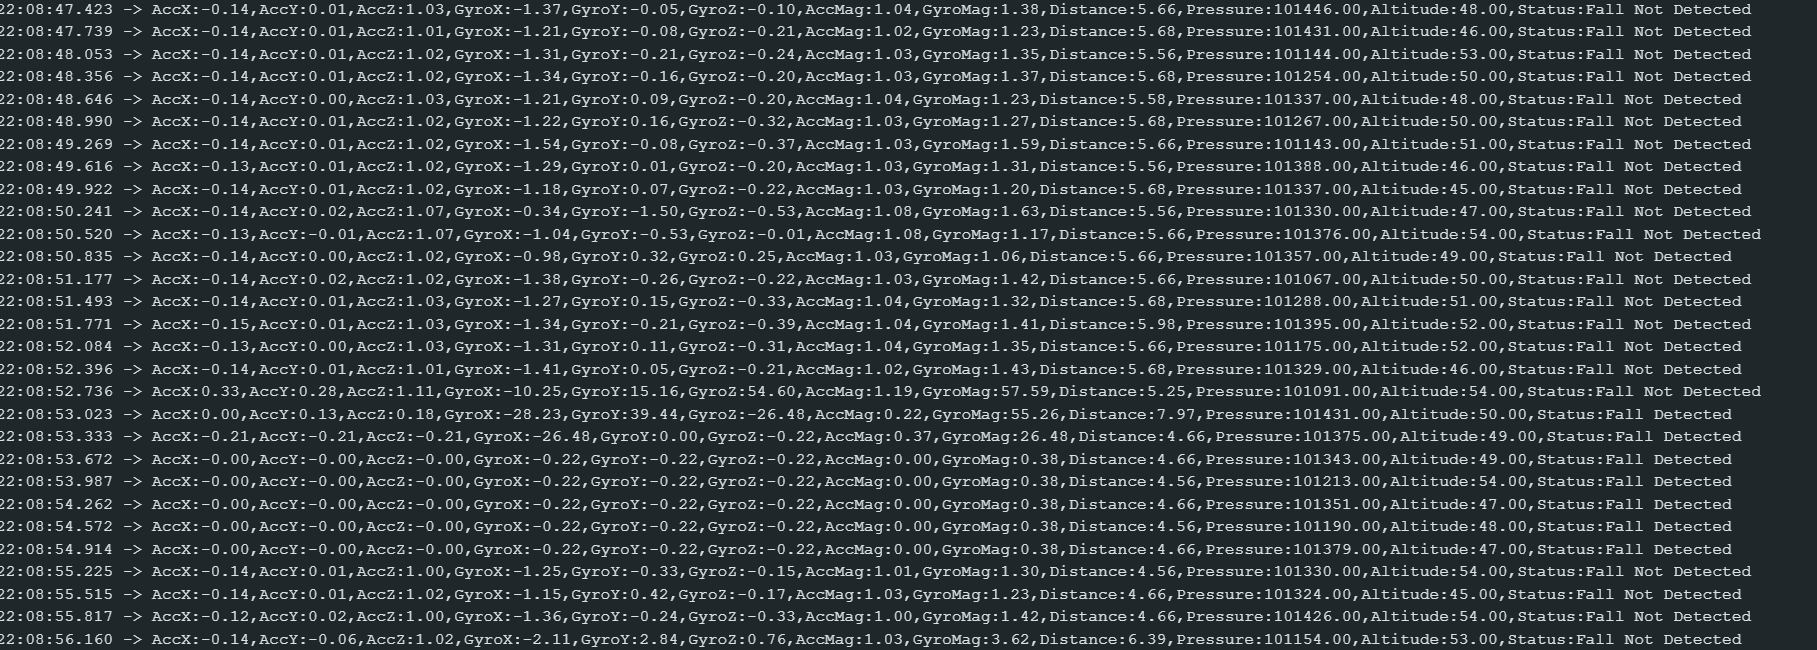 22:08:47.423 -> AccX:-0.14,AccY:0.01,AccZ:1.03,GyroX:-1.37,GyroY:-0.05,GyroZ:-0.10,AccMag:1.04,GyroMag:1.38,Distance:5.66,Pressure:101446.00,Altitude:48.00,Status:Fall Not Detected
22:08:47.739 -> AccX:-0.14,AccY:0.01,AccZ:1.01,GyroX:-1.21,GyroY:-0.08,GyroZ:-0.21,AccMag:1.02,GyroMag:1.23,Distance:5.68,Pressure:101431.00,Altitude:46.00,Status:Fall Not Detected
22:08:48.053 -> AccX:-0.14,AccY:0.01,AccZ:1.02,GyroX:-1.31,GyroY:-0.21,GyroZ:-0.24,AccMag:1.03,GyroMag:1.35,Distance:5.56,Pressure:101144.00,Altitude:53.00,Status:Fall Not Detected
22:08:48.356 -> AccX:-0.14,AccY:0.01,AccZ:1.02,GyroX:-1.34,GyroY:-0.16,GyroZ:-0.20,AccMag:1.03,GyroMag:1.37,Distance:5.68,Pressure:101254.00,Altitude:50.00,Status:Fall Not Detected
22:08:48.646 -> AccX:-0.14,AccY:0.00,AccZ:1.03,GyroX:-1.21,GyroY:0.09,GyroZ:-0.20,AccMag:1.04,GyroMag:1.23,Distance:5.58,Pressure:101337.00,Altitude:48.00,Status:Fall Not Detected
22:08:48.990 -> AccX:-0.14,AccY:0.01,AccZ:1.02,GyroX:-1.22,GyroY:0.16,GyroZ:-0.32,AccMag:1.03,GyroMag:1.27,Distance:5.68,Pressure:101267.00,Altitude:50.00,Status:Fall Not Detected
22:08:49.269 -> AccX:-0.14,AccY:0.01,AccZ:1.02,GyroX:-1.54,GyroY:-0.08,GyroZ:-0.37,AccMag:1.03,GyroMag:1.59,Distance:5.66,Pressure:101143.00,Altitude:51.00,Status:Fall Not Detected
22:08:49.616 -> AccX:-0.13,AccY:0.01,AccZ:1.02,GyroX:-1.29,GyroY:0.01,GyroZ:-0.20,AccMag:1.03,GyroMag:1.31,Distance:5.56,Pressure:101388.00,Altitude:46.00,Status:Fall Not Detected
22:08:49.922 -> AccX:-0.14,AccY:0.01,AccZ:1.02,GyroX:-1.18,GyroY:0.07,GyroZ:-0.22,AccMag:1.03,GyroMag:1.20,Distance:5.68,Pressure:101337.00,Altitude:45.00,Status:Fall Not Detected
22:08:50.241 -> AccX:-0.14,AccY:0.02,AccZ:1.07,GyroX:-0.34,GyroY:-1.50,GyroZ:-0.53,AccMag:1.08,GyroMag:1.63,Distance:5.56,Pressure:101330.00,Altitude:47.00,Status:Fall Not Detected
22:08:50.520 -> AccX:-0.13,AccY:-0.01,AccZ:1.07,GyroX:-1.04,GyroY:-0.53,GyroZ:-0.01,AccMag:1.08,GyroMag:1.17,Distance:5.66,Pressure:101376.00,Altitude:54.00,Status:Fall Not Detected
22:08:50.835 -> AccX:-0.14,AccY:0.00,AccZ:1.02,GyroX:-0.98,GyroY:0.32,GyroZ:0.25,AccMag:1.03,GyroMag:1.06,Distance:5.66,Pressure:101357.00,Altitude:49.00,Status:Fall Not Detected
22:08:51.177 -> AccX:-0.14,AccY:0.02,AccZ:1.02,GyroX:-1.38,GyroY:-0.26,GyroZ:-0.22,AccMag:1.03,GyroMag:1.42,Distance:5.66,Pressure:101067.00,Altitude:50.00,Status:Fall Not Detected
22:08:51.493 -> AccX:-0.14,AccY:0.01,AccZ:1.03,GyroX:-1.27,GyroY:0.15,GyroZ:-0.33,AccMag:1.04,GyroMag:1.32,Distance:5.68,Pressure:101288.00,Altitude:51.00,Status:Fall Not Detected
22:08:51.771 -> AccX:-0.15,AccY:0.01,AccZ:1.03,GyroX:-1.34,GyroY:-0.21,GyroZ:-0.39,AccMag:1.04,GyroMag:1.41,Distance:5.98,Pressure:101395.00,Altitude:52.00,Status:Fall Not Detected
22:08:52.084 -> AccX:-0.13,AccY:0.00,AccZ:1.03,GyroX:-1.31,GyroY:0.11,GyroZ:-0.31,AccMag:1.04,GyroMag:1.35,Distance:5.66,Pressure:101175.00,Altitude:52.00,Status:Fall Not Detected
22:08:52.396 -> AccX:-0.14,AccY:0.01,AccZ:1.01,GyroX:-1.41,GyroY:0.05,GyroZ:-0.21,AccMag:1.02,GyroMag:1.43,Distance:5.68,Pressure:101329.00,Altitude:46.00,Status:Fall Not Detected
22:08:52.736 -> AccX:0.33,AccY:0.28,AccZ:1.11,GyroX:-10.25,GyroY:15.16,GyroZ:54.60,AccMag:1.19,GyroMag:57.59,Distance:5.25,Pressure:101091.00,Altitude:54.00,Status:Fall Not Detected
22:08:53.023 -> AccX:0.00,AccY:0.13,AccZ:0.18,GyroX:-28.23,GyroY:39.44,GyroZ:-26.48,AccMag:0.22,GyroMag:55.26,Distance:7.97,Pressure:101431.00,Altitude:50.00,Status:Fall Detected
22:08:53.333 -> AccX:-0.21,AccY:-0.21,AccZ:-0.21,GyroX:-26.48,GyroY:0.00,GyroZ:-0.22,AccMag:0.37,GyroMag:26.48,Distance:4.66,Pressure:101375.00,Altitude:49.00,Status:Fall Detected
22:08:53.672 -> AccX:-0.00,AccY:-0.00,AccZ:-0.00,GyroX:-0.22,GyroY:-0.22,GyroZ:-0.22,AccMag:0.00,GyroMag:0.38,Distance:4.66,Pressure:101343.00,Altitude:49.00,Status:Fall Detected
22:08:53.987 -> AccX:-0.00,AccY:-0.00,AccZ:-0.00,GyroX:-0.22,GyroY:-0.22,GyroZ:-0.22,AccMag:0.00,GyroMag:0.38,Distance:4.56,Pressure:101213.00,Altitude:54.00,Status:Fall Detected
22:08:54.262 -> AccX:-0.00,AccY:-0.00,AccZ:-0.00,GyroX:-0.22,GyroY:-0.22,GyroZ:-0.22,AccMag:0.00,GyroMag:0.38,Distance:4.66,Pressure:101351.00,Altitude:47.00,Status:Fall Detected
22:08:54.572 -> AccX:-0.00,AccY:-0.00,AccZ:-0.00,GyroX:-0.22,GyroY:-0.22,GyroZ:-0.22,AccMag:0.00,GyroMag:0.38,Distance:4.56,Pressure:101190.00,Altitude:48.00,Status:Fall Detected
22:08:54.914 -> AccX:-0.00,AccY:-0.00,AccZ:-0.00,GyroX:-0.22,GyroY:-0.22,GyroZ:-0.22,AccMag:0.00,GyroMag:0.38,Distance:4.66,Pressure:101379.00,Altitude:47.00,Status:Fall Detected
22:08:55.225 -> AccX:-0.14,AccY:0.01,AccZ:1.00,GyroX:-1.25,GyroY:-0.33,GyroZ:-0.15,AccMag:1.01,GyroMag:1.30,Distance:4.56,Pressure:101330.00,Altitude:54.00,Status:Fall Not Detected
22:08:55.515 -> AccX:-0.14,AccY:0.01,AccZ:1.02,GyroX:-1.15,GyroY:0.42,GyroZ:-0.17,AccMag:1.03,GyroMag:1.23,Distance:4.66,Pressure:101324.00,Altitude:45.00,Status:Fall Not Detected
22:08:55.817 -> AccX:-0.12,AccY:0.02,AccZ:1.00,GyroX:-1.36,GyroY:-0.24,GyroZ:-0.33,AccMag:1.00,GyroMag:1.42,Distance:4.66,Pressure:101426.00,Altitude:54.00,Status:Fall Not Detected
22:08:56.160 -> AccX:-0.14,AccY:-0.06,AccZ:1.02,GyroX:-2.11,GyroY:2.84,GyroZ:0.76,AccMag:1.03,GyroMag:3.62,Distance:6.39,Pressure:101154.00,Altitude:53.00,Status:Fall Not Detected